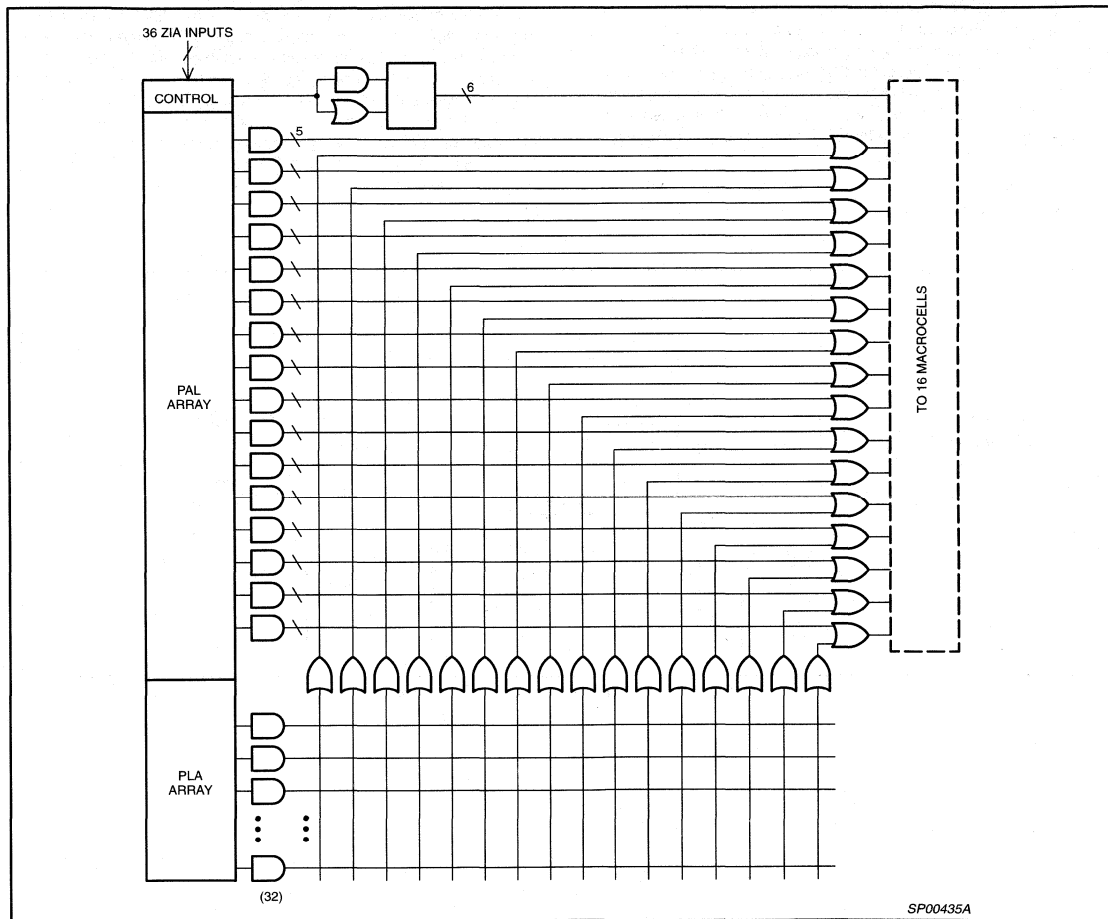 36 ZIA INPUTS
CONTROL
6
5
PAL
ARRAY
TO 16 MACROCELLS
PLA
ARRAY
(32)
SP00435A